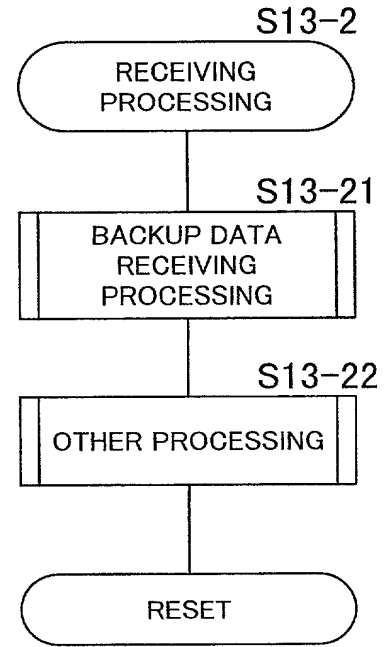 S13-2
RECEIVING
PROCESSING
S13-21
BACKUP DATA
RECEIVING
PROCESSING
S13-22
OTHER PROCESSING
RESET